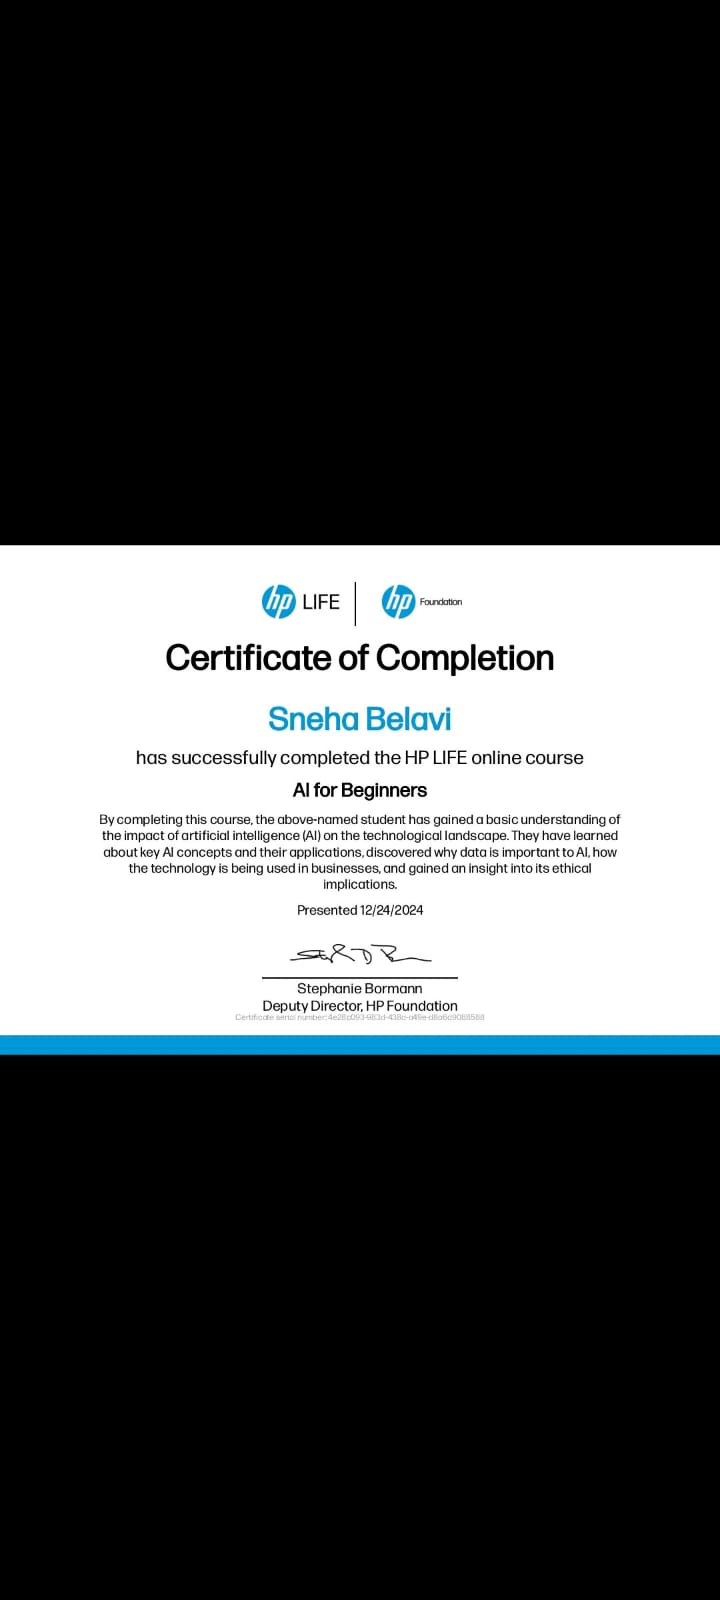 hp LIFE hp Foundation
Certificate of Completion
Sneha Belavi
has successfully completed the HP LIFE online course
AI for Beginners
By completing this course, the above-named student has gained a basic understanding of
the impact of artificial intelligence (AI) on the technological landscape. They have learned
about key AI concepts and their applications, discovered why data is important to AI, how
the technology is being used in businesses, and gained an insight into its ethical
implications.
Presented 12/24/2024
Stephanie Bormann
Deputy Director, HP Foundation
Certificate serial number: